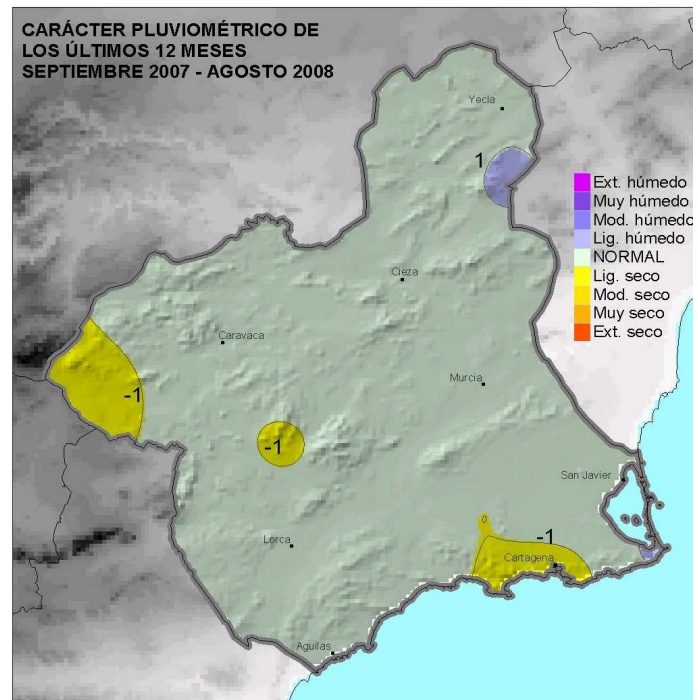 CARÁCTER PLUVIOMÉTRICO DE
LOS ÚLTIMOS 12 MESES
SEPTIEMBRE 2007 - AGOSTO 2008
Yecla
1
Ext. húmedo
Muy húmedo
Mod. húmedo
Lig. húmedo
NORMAL
Lig. seco
Mod. seco
Muy seco
Ext. seco
Cieza
Caravaca
Murcia
-1
-1
San Javier
-1
Lorca
Cartagena
Aguilas